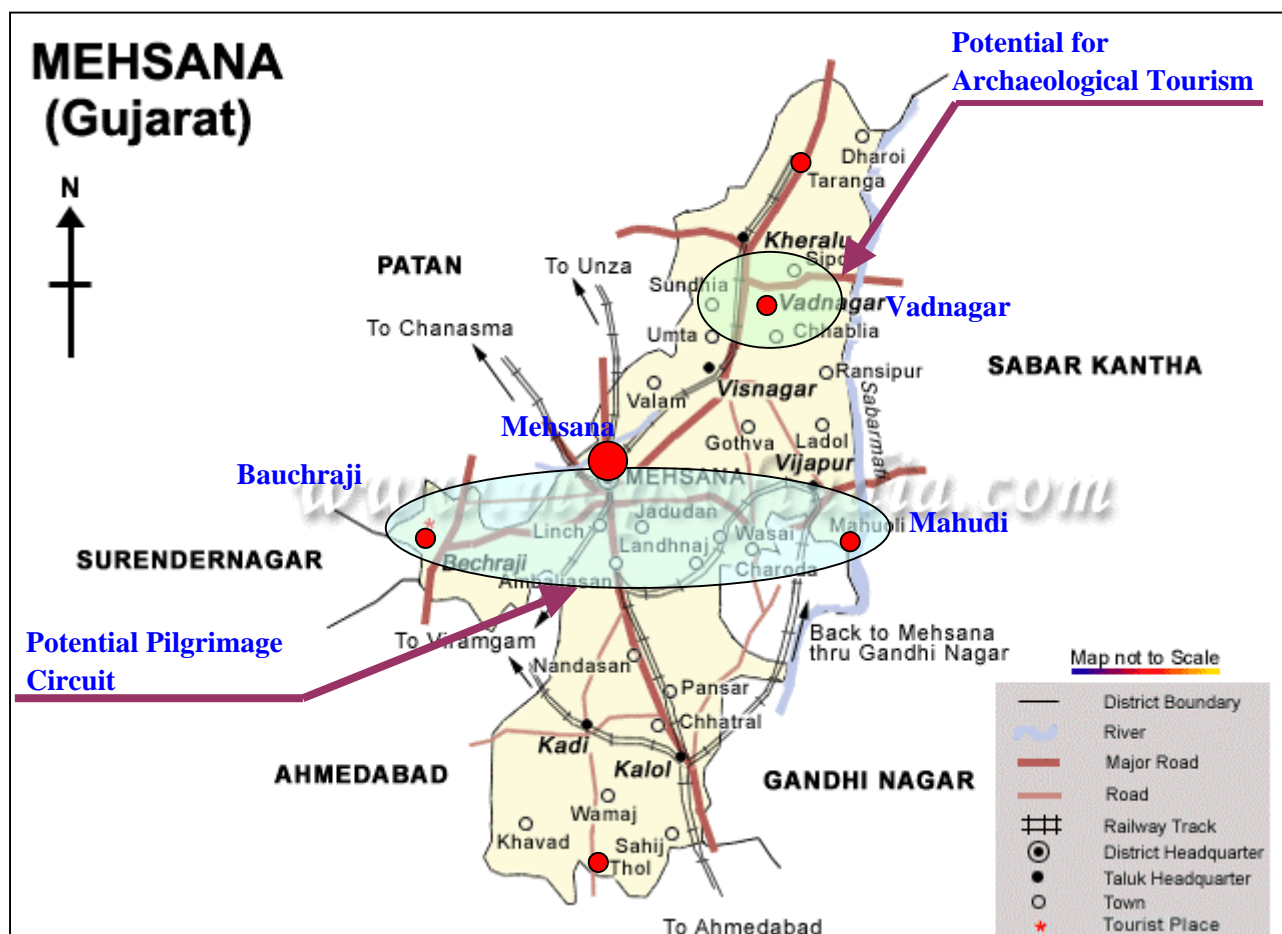 MEHSANA
(Gujarat)
N
Potential for
Archaeological Tourism
Dharoi
Taranga
Kheralu
Sipor
PATAN
To Unza
Sundhia
Vadnagar
Vadnagar
To Chanasma
Umta
Chhablia
SABAR KANTHA
Visnagar
Ransipur
Valam
Sabarmati
Mehsana
Gothva
Ladol
Vijapur
Bauchraji
MEHSANA
www.
.com
Jadudan
Linch
Wasai
Mahudi
SURENDERNAGAR
Bechraji
Landhnaj
Ambaliasan
Charoda
Potential Pilgrimage
Circuit
To Viramgam
Back to Mehsana
thru Gandhi Nagar
Nandasan
Pansar
Chhatral
Kadi
Kalol
AHMEDABAD
GANDHI NAGAR
Wamaj
Khavad
Sahij
Thol
To Ahmedabad
Map not to Scale
District Boundary
River
Major Road
Road
Railway Track
District Headquarter
Taluk Headquarter
Town
Tourist Place